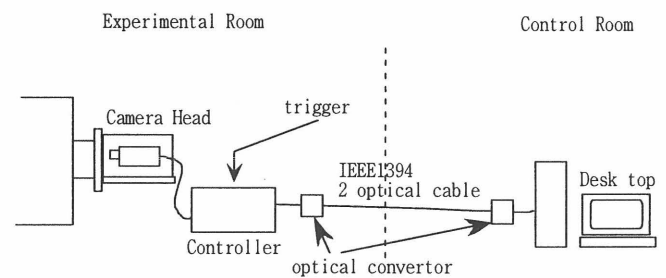 Experimental Room
Control Room
Camera Head
trigger
IEEE1394
2 optical cable
Desk top
Controller
optical convertor